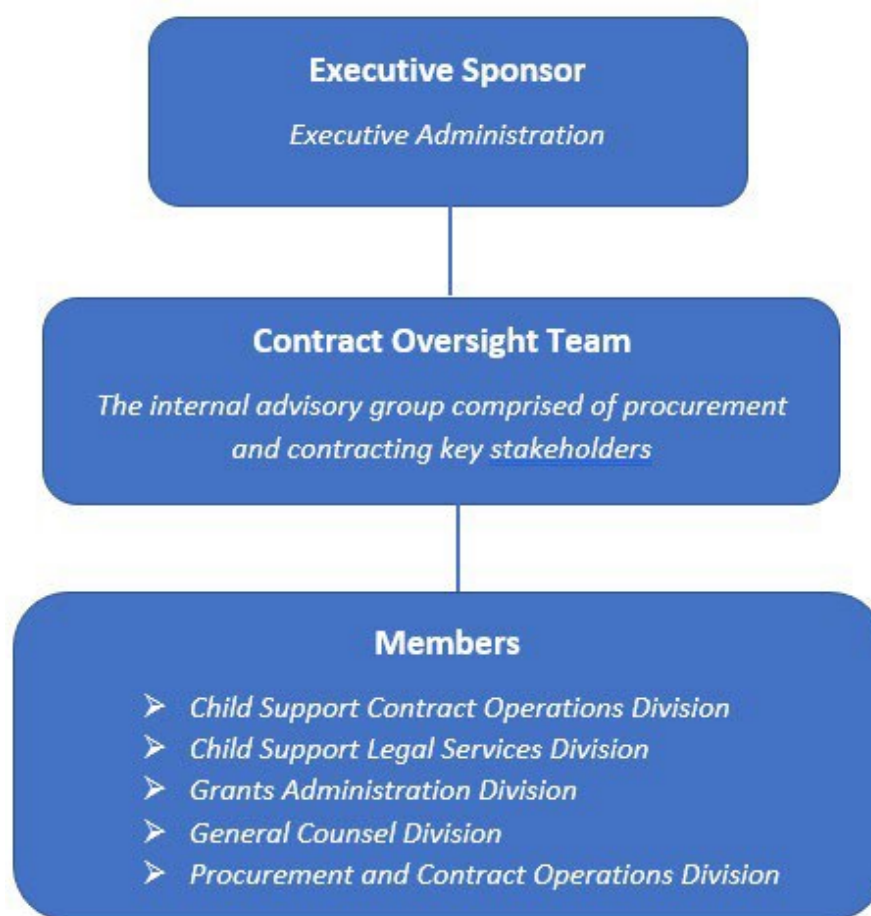 Executive Sponsor
Executive Administration
Contract Oversight Team
The internal advisory group comprised of procurement
and contracting key stakeholders
Members
➢ Child Support Contract Operations Division
➢ Child Support Legal Services Division
➢ Grants Administration Division
➢ General Counsel Division
➢ Procurement and Contract Operations Division